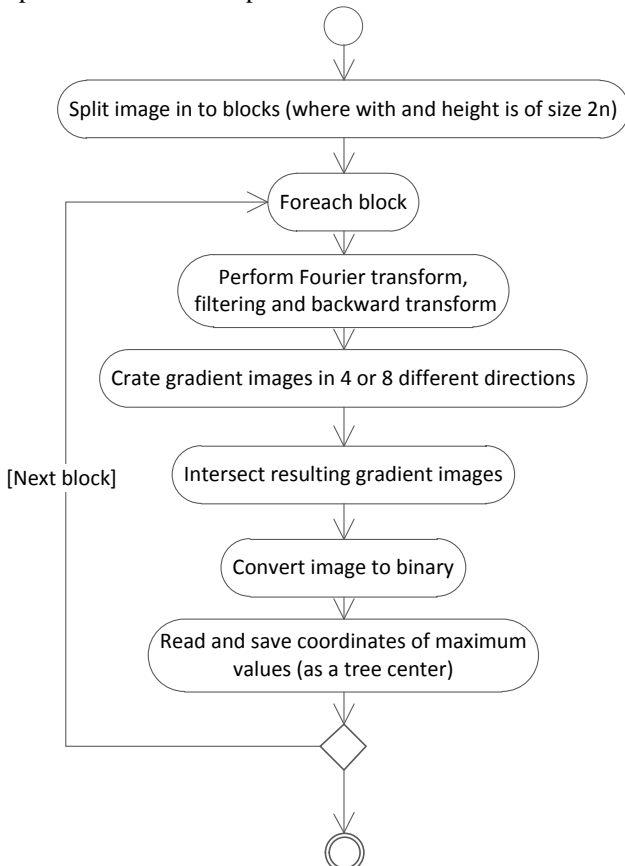 Split image in to blocks (where with and height is of size 2n)
Foreach block
Perform Fourier transform,
filtering and backward transform
Crate gradient images in 4 or 8 different directions
[Next block]
Intersect resulting gradient images
Convert image to binary
Read and save coordinates of maximum
values (as a tree center)